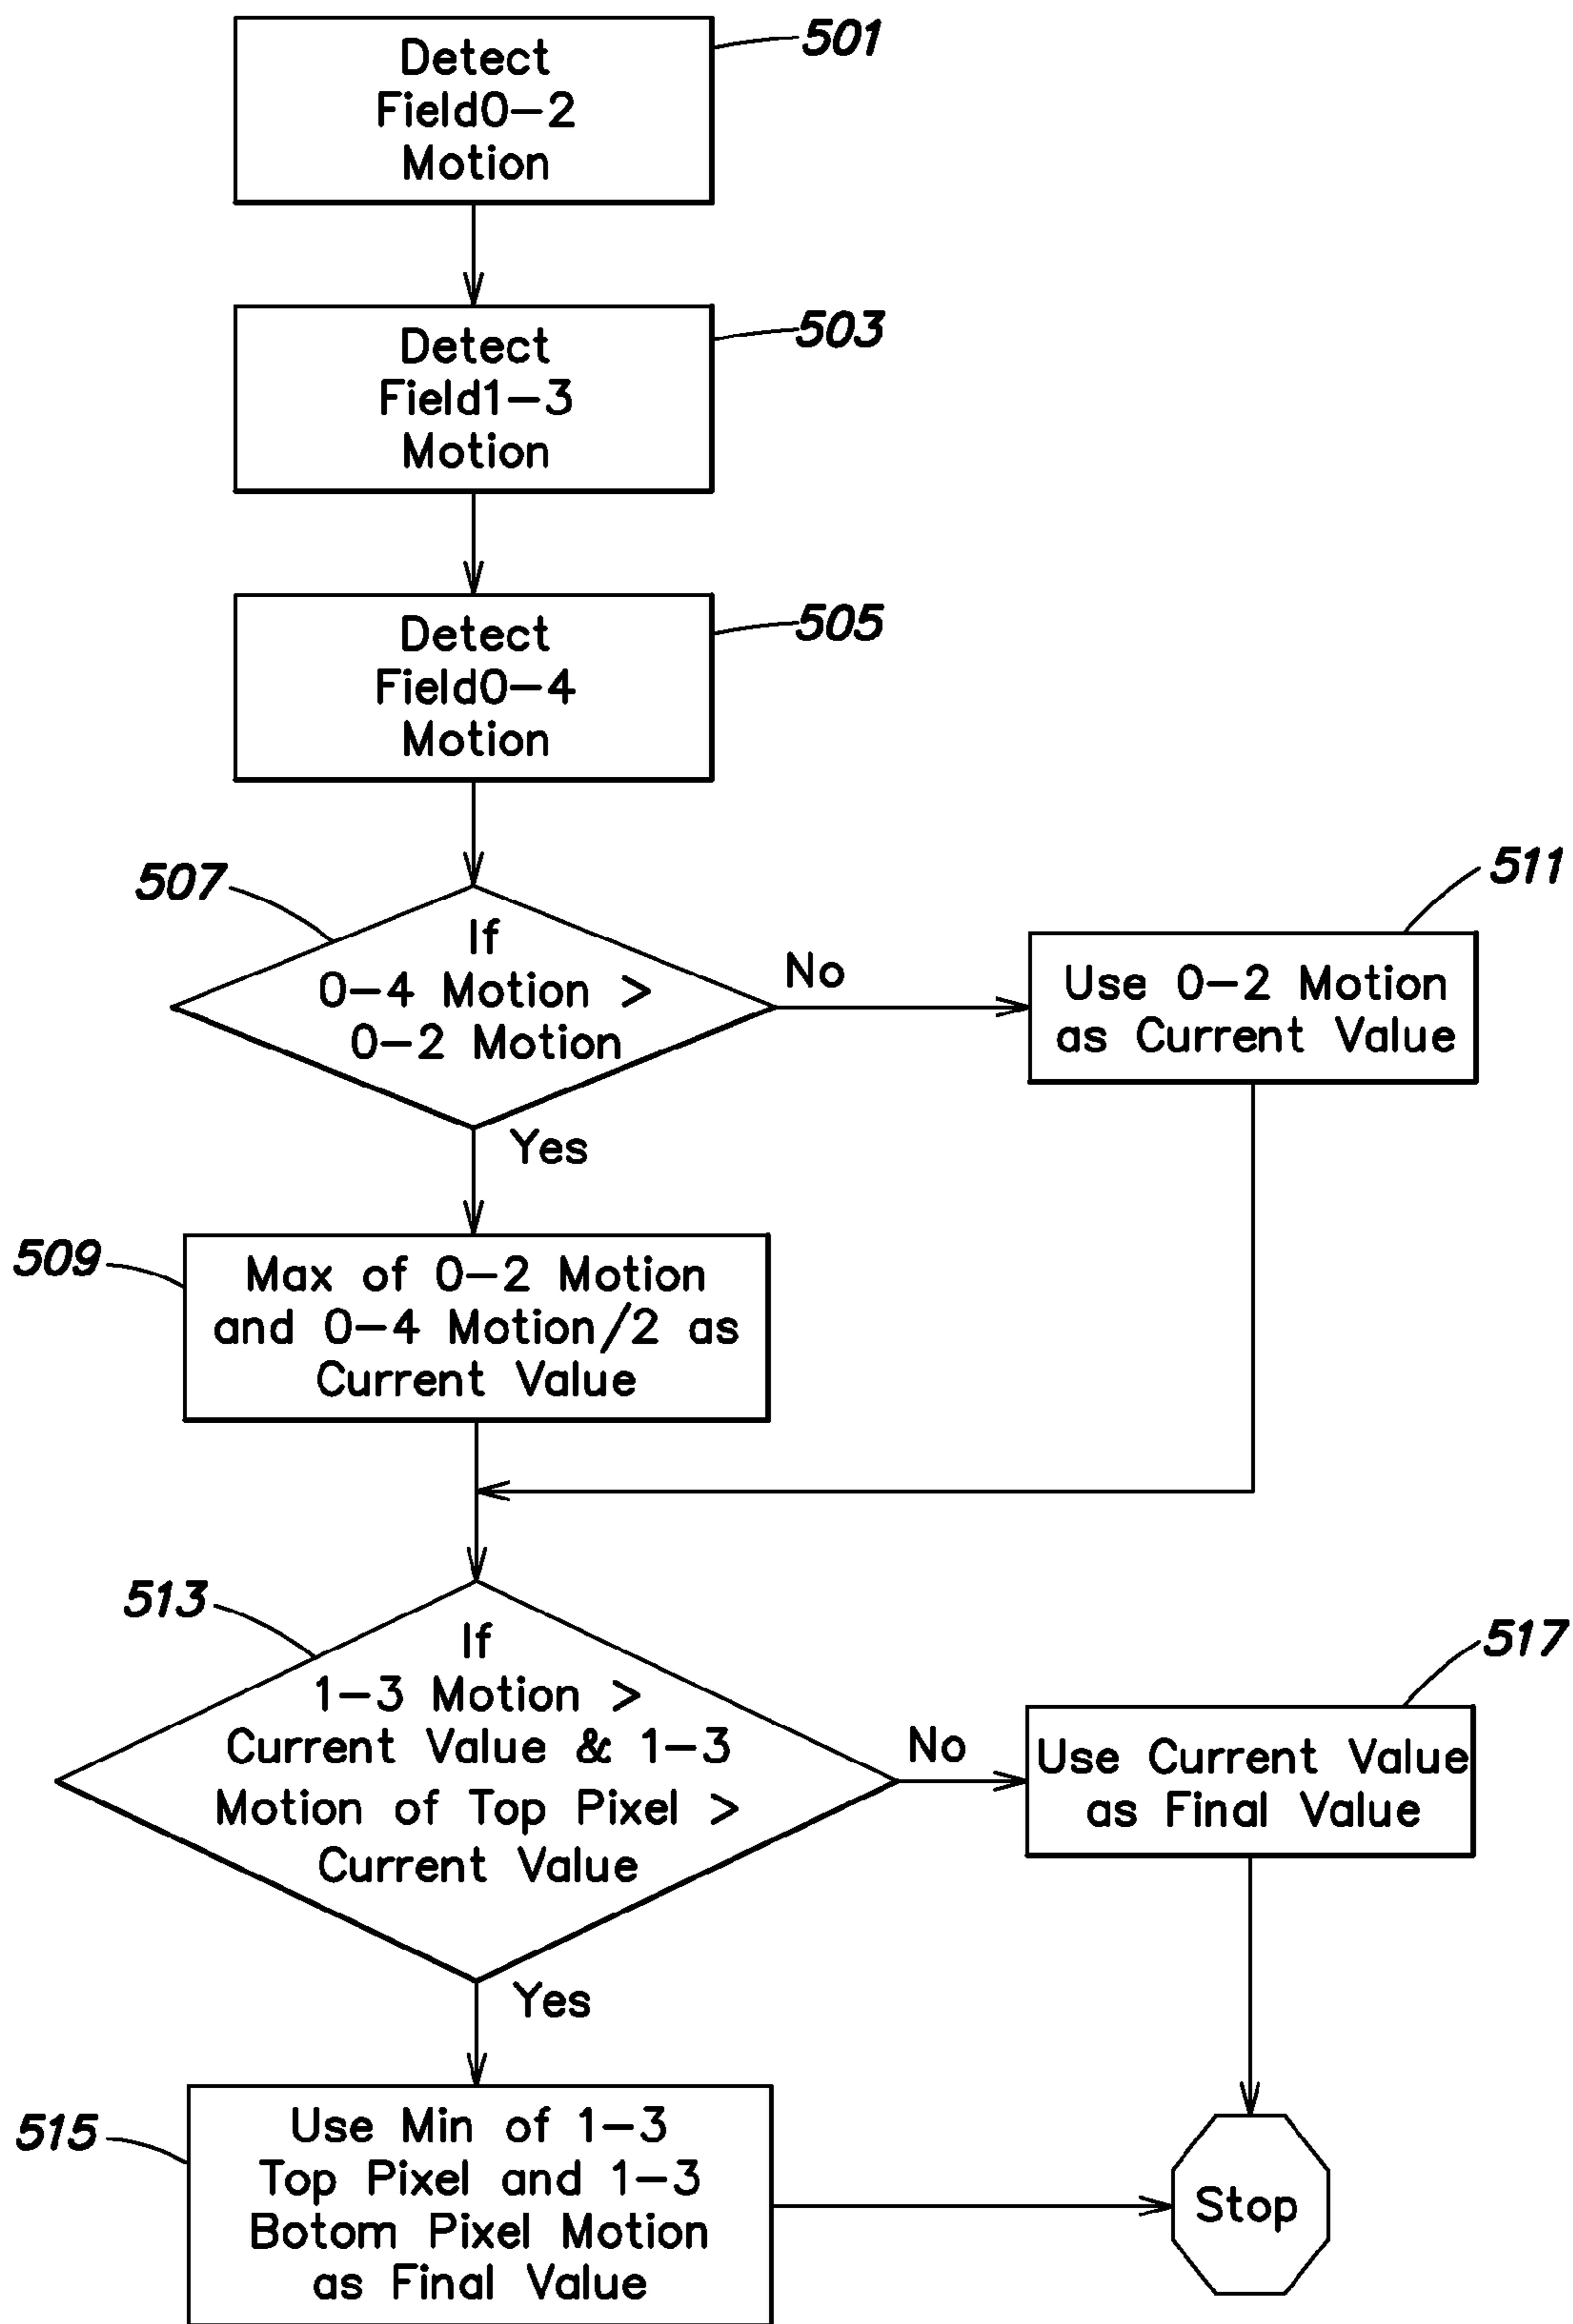 Detect
Field0-2
Motion
501
Detect
Field1-3
Motion
503
Detect
Field0-4
Motion
505
507
If
0-4 Motion >
0-2 Motion
No
511
Use 0-2 Motion
as Current Value
Yes
509
Max of 0-2 Motion
and 0-4 Motion/2 as
Current Value
513
If
1-3 Motion >
Current Value & 1-3
Motion of Top Pixel >
Current Value
No
517
Use Current Value
as Final Value
Yes
515
Use Min of 1-3
Top Pixel and 1-3
Botom Pixel Motion
as Final Value
Stop